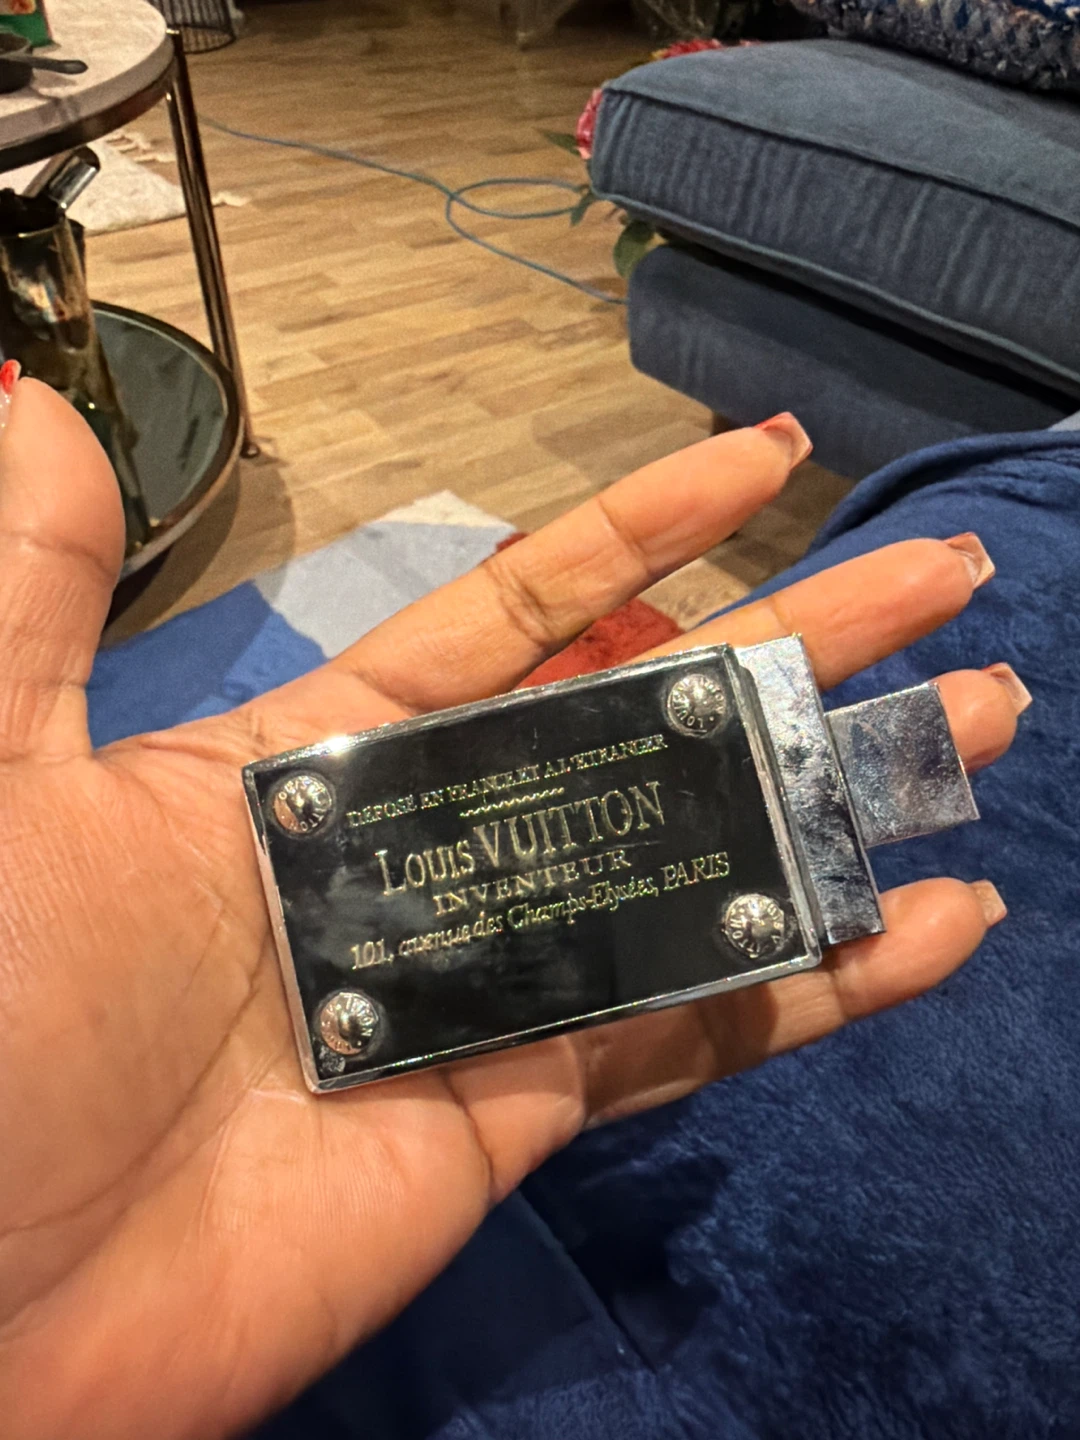 DÉPOSÉ EN FRANCE ET A L'ETRANGER
LOUIS VUITTON
INVENTEUR
101, avenue des Champs-Elysées, PARIS